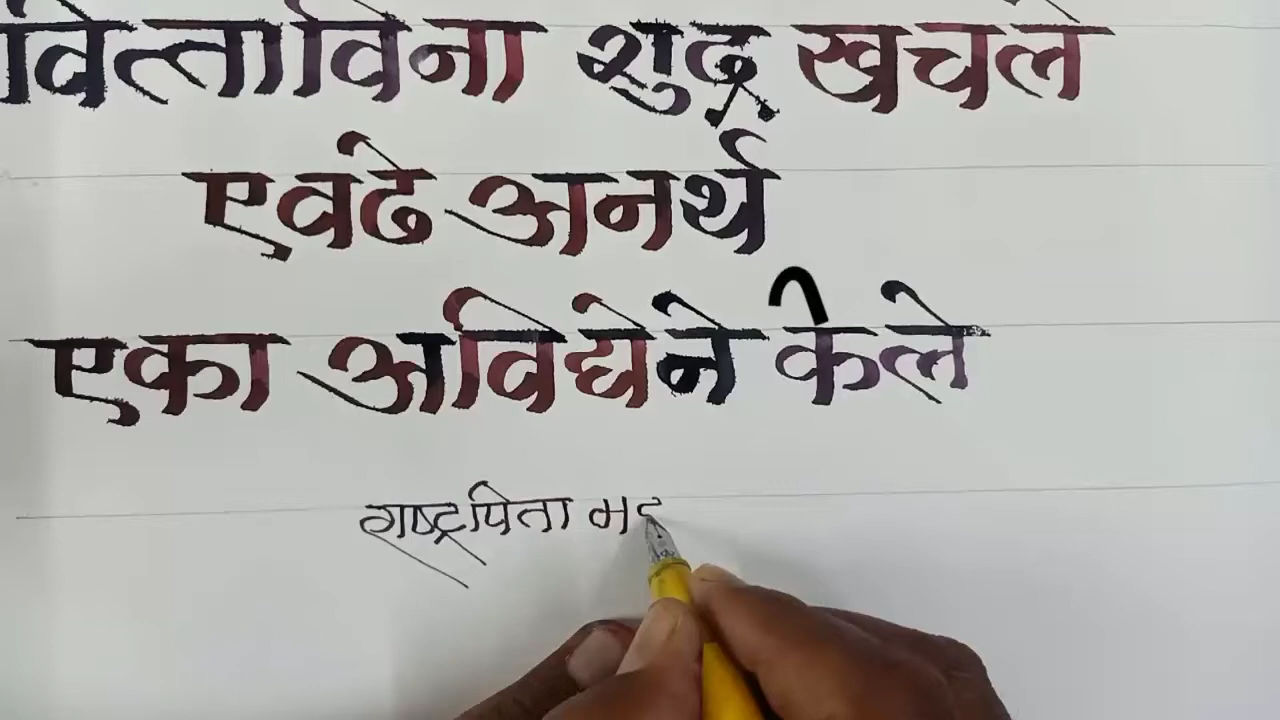 वित्ताविना शुद्र खचले
एवढे अनर्थ
एका अविद्येने केले
राष्ट्रपिता